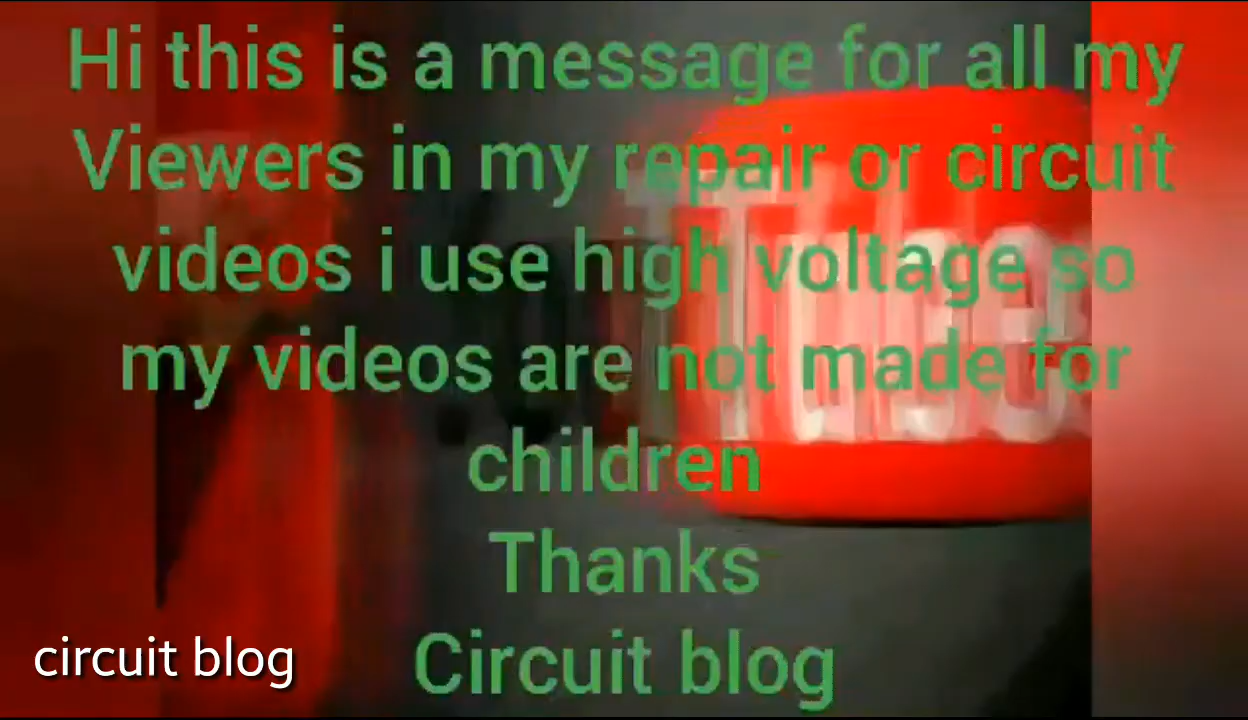 Hi this is a message for all my
Viewers in my repair or circuit
videos i use high voltage so
my videos are not made for
children
Thanks
Circuit blog
circuit blog
Tube